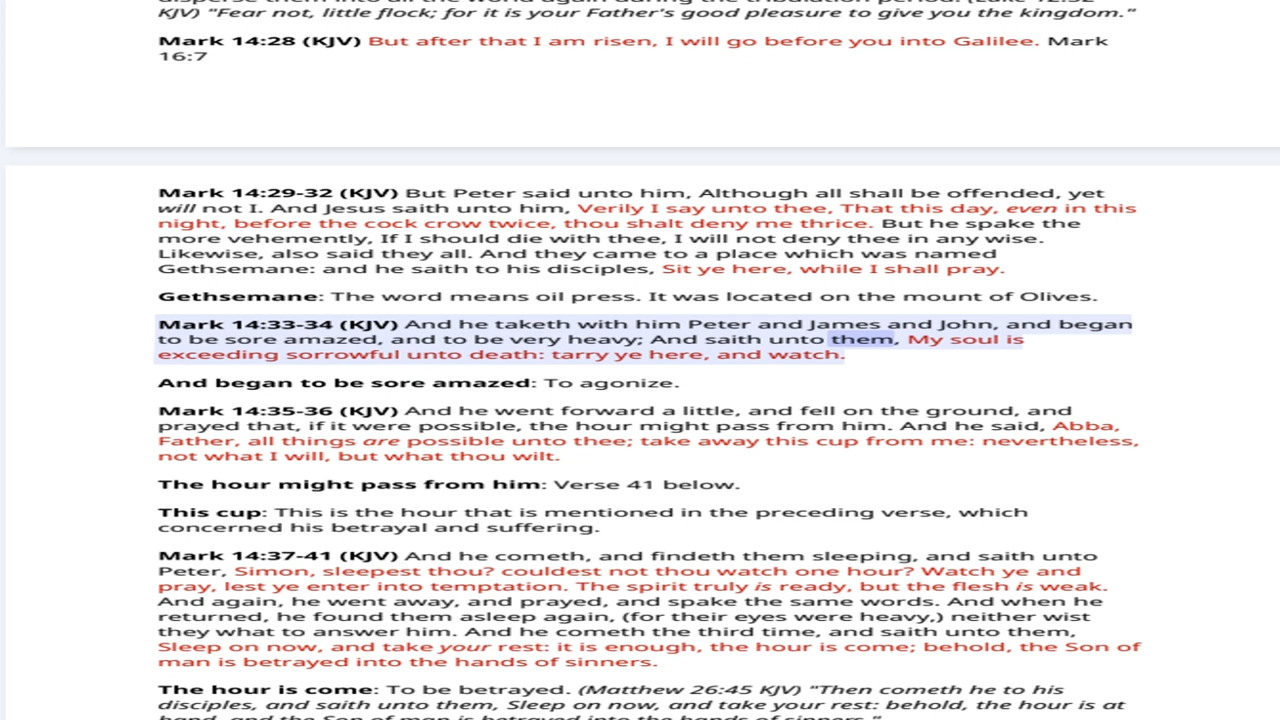 KJV) "Fear not, little flock; for it is your Father's good pleasure to give you the kingdom."
Mark 14:28 (KJV) But after that I am risen, I will go before you into Galilee. Mark
16:7
Mark 14:29-32 (KJV) But Peter said unto him, Although all shall be offended, yet
will not I. And Jesus saith unto him, Verily I say unto thee, That this day, even in this
night, before the cock crow twice, thou shalt deny me thrice. But he spake the
more vehemently, If I should die with thee, I will not deny thee in any wise.
Likewise, also said they all. And they came to a place which was named
Gethsemane: and he saith to his disciples, Sit ye here, while I shall pray.
Gethsemane: The word means oil press. It was located on the mount of Olives.
Mark 14:33-34 (KJV) And he taketh with him Peter and James and John, and began
to be sore amazed, and to be very heavy; And saith unto them, My soul is
exceeding sorrowful unto death: tarry ye here, and watch.
And began to be sore amazed: To agonize.
Mark 14:35-36 (KJV) And he went forward a little, and fell on the ground, and
prayed that, if it were possible, the hour might pass from him. And he said, Abba,
Father, all things are possible unto thee; take away this cup from me: nevertheless,
not what I will, but what thou wilt.
The hour might pass from him: Verse 41 below.
This cup: This is the hour that is mentioned in the preceding verse, which
concerned his betrayal and suffering.
Mark 14:37-41 (KJV) And he cometh, and findeth them sleeping, and saith unto
Peter, Simon, sleepest thou? couldest not thou watch one hour? Watch ye and
pray, lest ye enter into temptation. The spirit truly is ready, but the flesh is weak.
And again, he went away, and prayed, and spake the same words. And when he
returned, he found them asleep again, (for their eyes were heavy,) neither wist
they what to answer him. And he cometh the third time, and saith unto them,
Sleep on now, and take your rest: it is enough, the hour is come; behold, the Son of
man is betrayed into the hands of sinners.
The hour is come: To be betrayed. (Matthew 26:45 KJV) "Then cometh he to his
disciples, and saith unto them, Sleep on now, and take your rest: behold, the hour is at
hand, and the Son of man is betrayed into the hands of sinners."